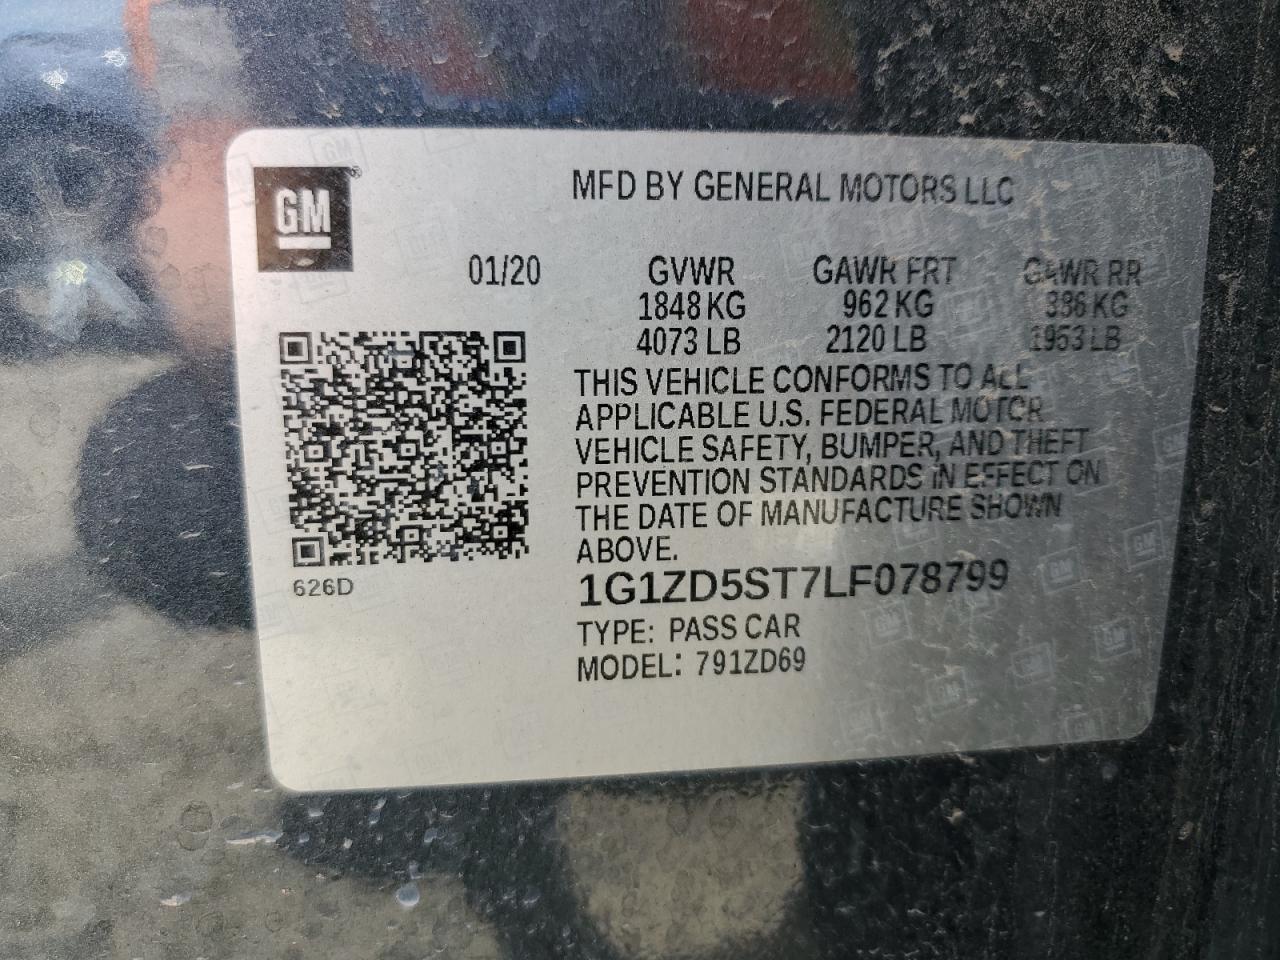 GM
MFD BY GENERAL MOTORS LLC
01/20 GVWR GAWR FRT GAWR RR
1848 KG 962 KG 886 KG
4073 LB 2120 LB 1953 LB
THIS VEHICLE CONFORMS TO ALL
APPLICABLE U.S. FEDERAL MOTOR
VEHICLE SAFETY, BUMPER, AND THEFT
PREVENTION STANDARDS IN EFFECT ON
THE DATE OF MANUFACTURE SHOWN
ABOVE.
626D
1G1ZD5ST7LF078799
TYPE: PASS CAR
MODEL: 791ZD69